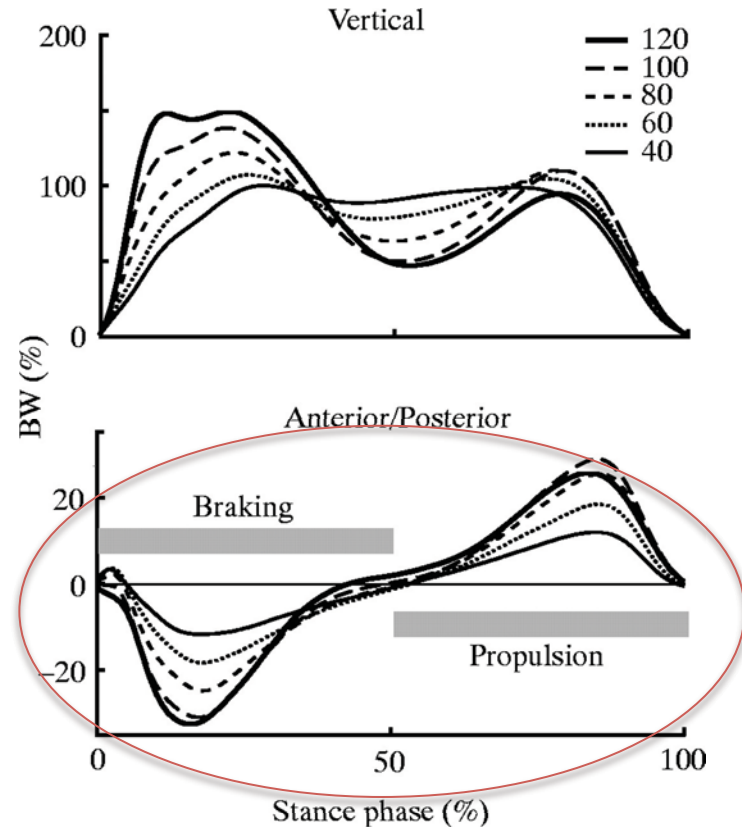 Vertical
200
100
0
120
100
80
60
40
BW (%)
Anterior/Posterior
20
0
–20
Braking
Propulsion
0 50 100
Stance phase (%)